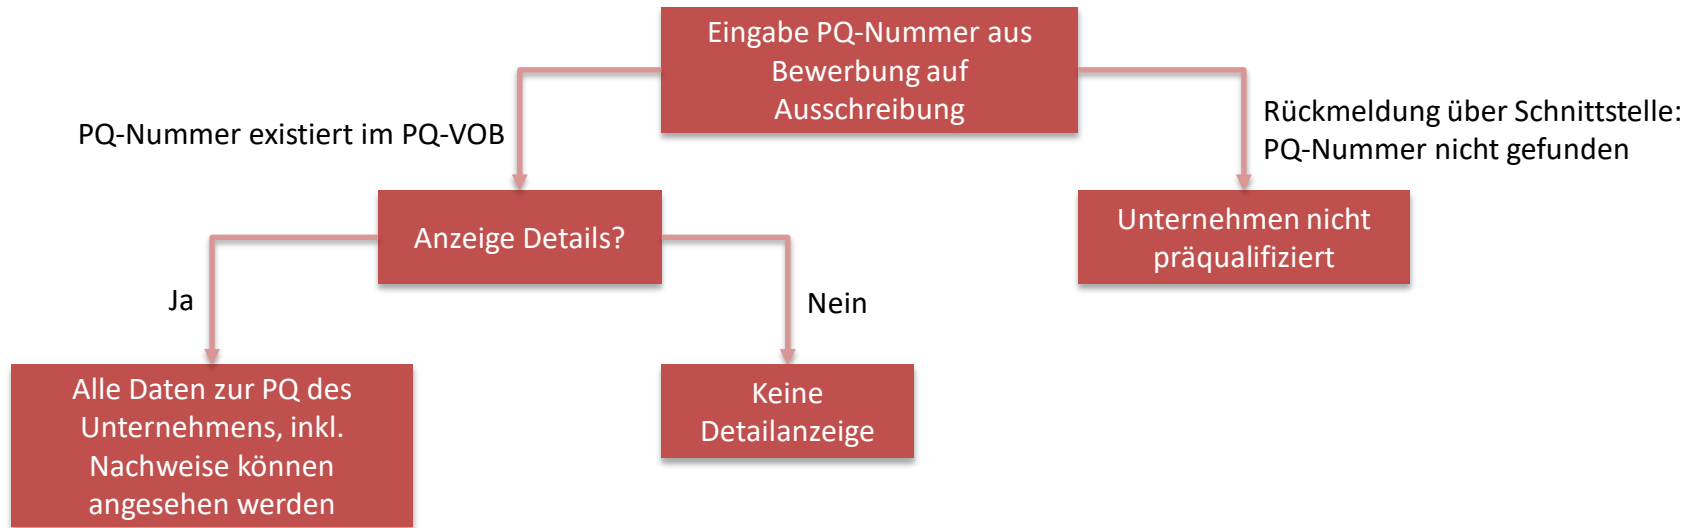 Eingabe PQ-Nummer aus
Bewerbung auf
Ausschreibung
PQ-Nummer existiert im PQ-VOB
Rückmeldung über Schnittstelle:
PQ-Nummer nicht gefunden
Anzeige Details?
Unternehmen nicht
präqualifiziert
Ja
Nein
Alle Daten zur PQ des
Unternehmens, inkl.
Nachweise können
angesehen werden
Keine
Detailanzeige